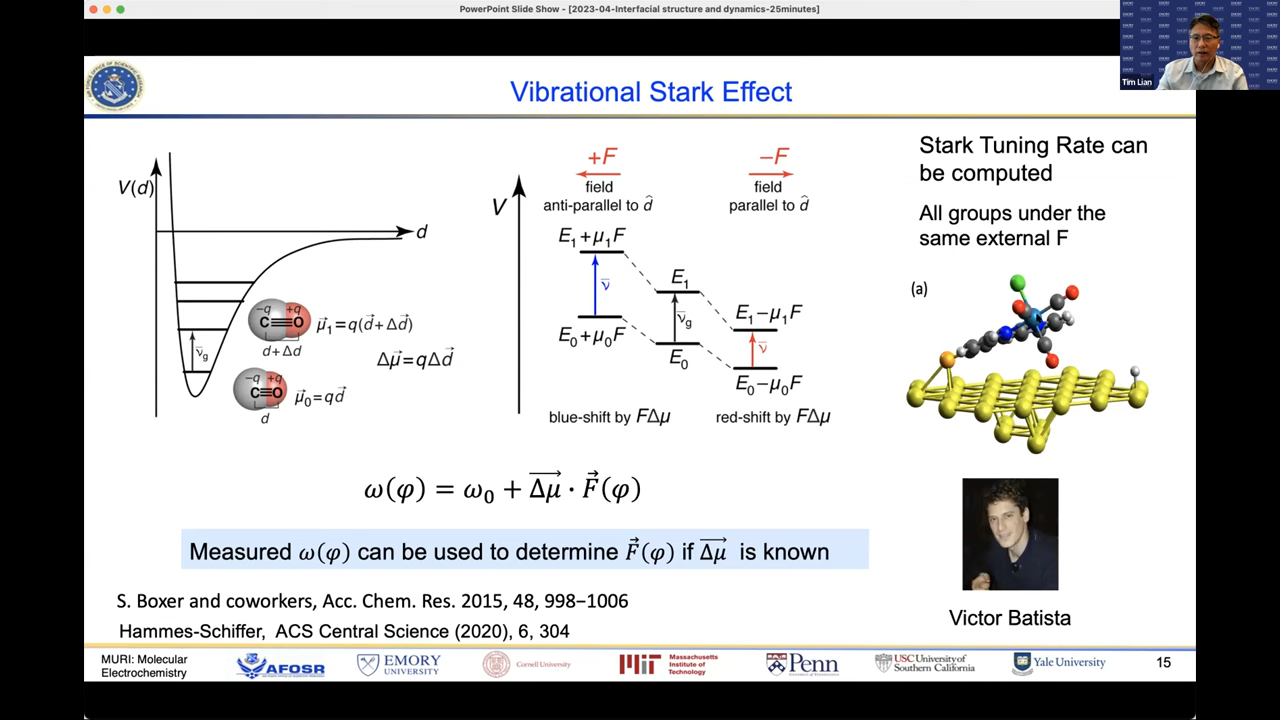 PowerPoint Slide Show - [2023-04-Interfacial structure and dynamics-25minutes]
Tim Lian
Vibrational Stark Effect
V(d)
d
ν̄g
−q +q
C≡O
d+Δd
μ⃗₁=q(d⃗+Δd⃗)
Δμ⃗=qΔd⃗
−q +q
C≡O
d
μ⃗₀=qd⃗
V
+F
field
anti-parallel to d̂
−F
field
parallel to d̂
E₁+μ₁F
ν̄
E₀+μ₀F
E₁
ν̄g
E₀
E₁−μ₁F
ν̄
E₀−μ₀F
blue-shift by FΔμ
red-shift by FΔμ
ω(φ) = ω₀ + Δμ⃗ · F⃗(φ)
Measured ω(φ) can be used to determine F⃗(φ) if Δμ⃗ is known
S. Boxer and coworkers, Acc. Chem. Res. 2015, 48, 998−1006
Hammes-Schiffer, ACS Central Science (2020), 6, 304
Stark Tuning Rate can
be computed
All groups under the
same external F
(a)
Victor Batista
MURI: Molecular
Electrochemistry
AFOSR
EMORY
UNIVERSITY
Cornell University
MIT
Massachusetts
Institute of
Technology
Penn
USC University of
Southern California
Yale University
15